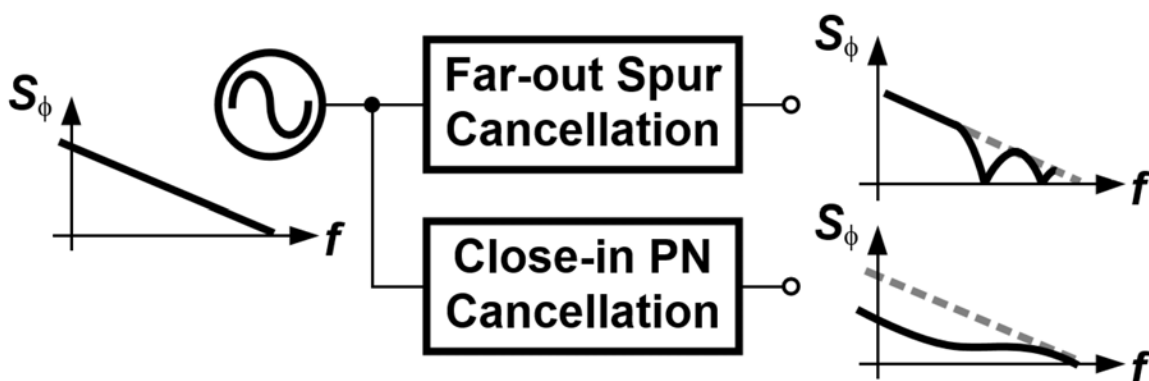 Far-out Spur
Cancellation
Close-in PN
Cancellation
Sϕ
f
Sϕ
f
Sϕ
f